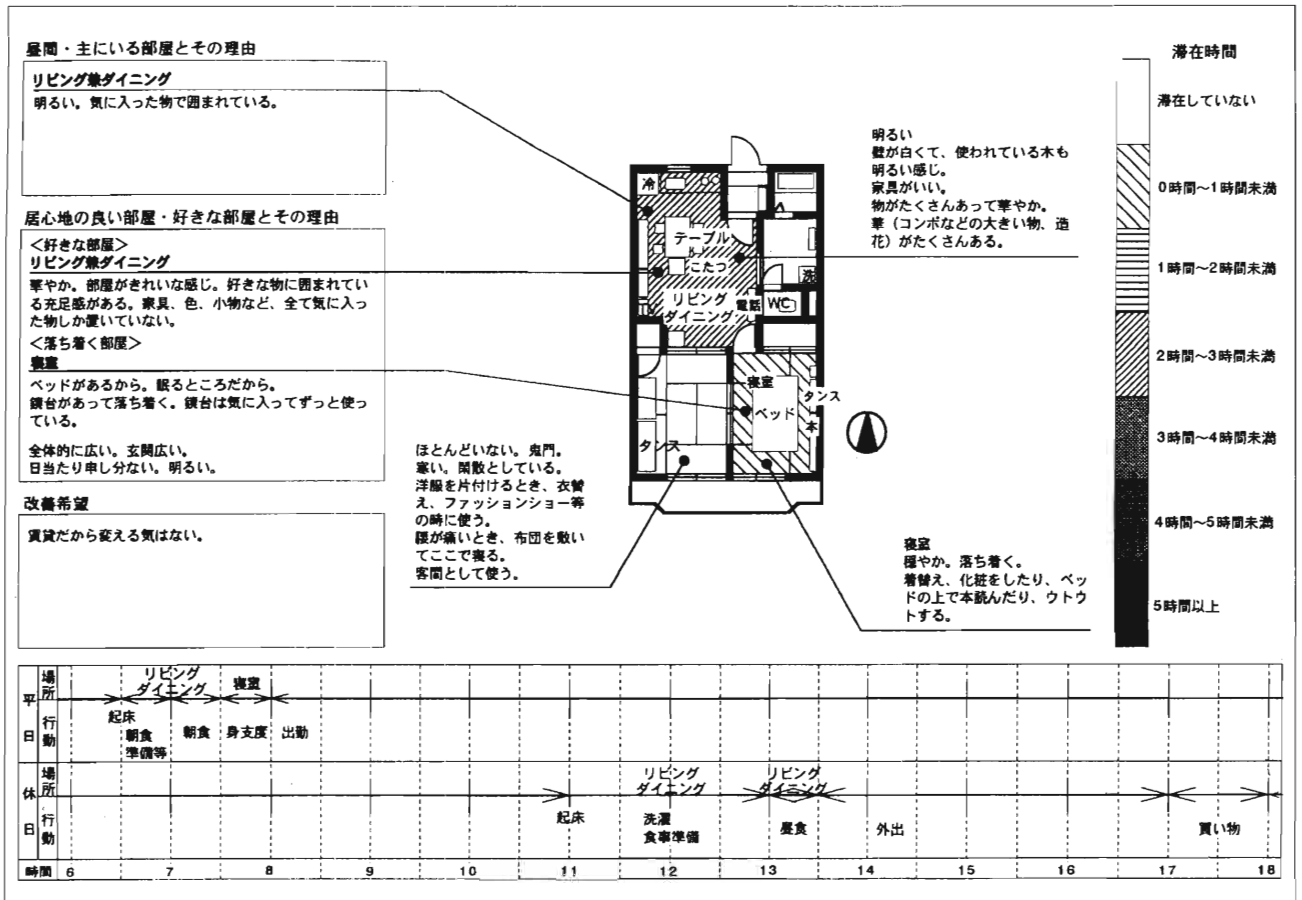 昼間・主にいる部屋とその理由
リビング兼ダイニング
明るい。気に入った物で囲まれている。
居心地の良い部屋・好きな部屋とその理由
＜好きな部屋＞
リビング兼ダイニング
華やか。部屋がきれいな感じ。好きな物に囲まれてい
る充足感がある。家具、色、小物など、全て気に入っ
た物しか置いていない。
＜落ち着く部屋＞
寝室
ベッドがあるから。眠るところだから。
鏡台があって落ち着く。鏡台は気に入ってずっと使っ
ている。
全体的に広い。玄関広い。
日当たり申し分ない。明るい。
改善希望
賃貸だから変える気はない。
冷
テーブル
こたつ
リビング
ダイニング
電話
WC
洗
寝室
ベッド
タンス
本
タンス
明るい
壁が白くて、使われている木も
明るい感じ。
家具がいい。
物がたくさんあって華やか。
華（コンポなどの大きい物、造
花）がたくさんある。
ほとんどいない。鬼門。
寒い。閑散としている。
洋服を片付けるとき、衣替
え、ファッションショー等
の時に使う。
腰が痛いとき、布団を敷い
てここで寝る。
客間として使う。
寝室
穏やか。落ち着く。
着替え、化粧をしたり、ベッ
ドの上で本読んだり、ウトウ
トする。
滞在時間
滞在していない
0時間～1時間未満
1時間～2時間未満
2時間～3時間未満
3時間～4時間未満
4時間～5時間未満
5時間以上
平日
場所
リビング
ダイニング
寝室
行動
起床
朝食
準備等
朝食
身支度
出勤
休日
場所
リビング
ダイニング
リビング
ダイニング
行動
起床
洗濯
食事準備
昼食
外出
買い物
時間 6 7 8 9 10 11 12 13 14 15 16 17 18